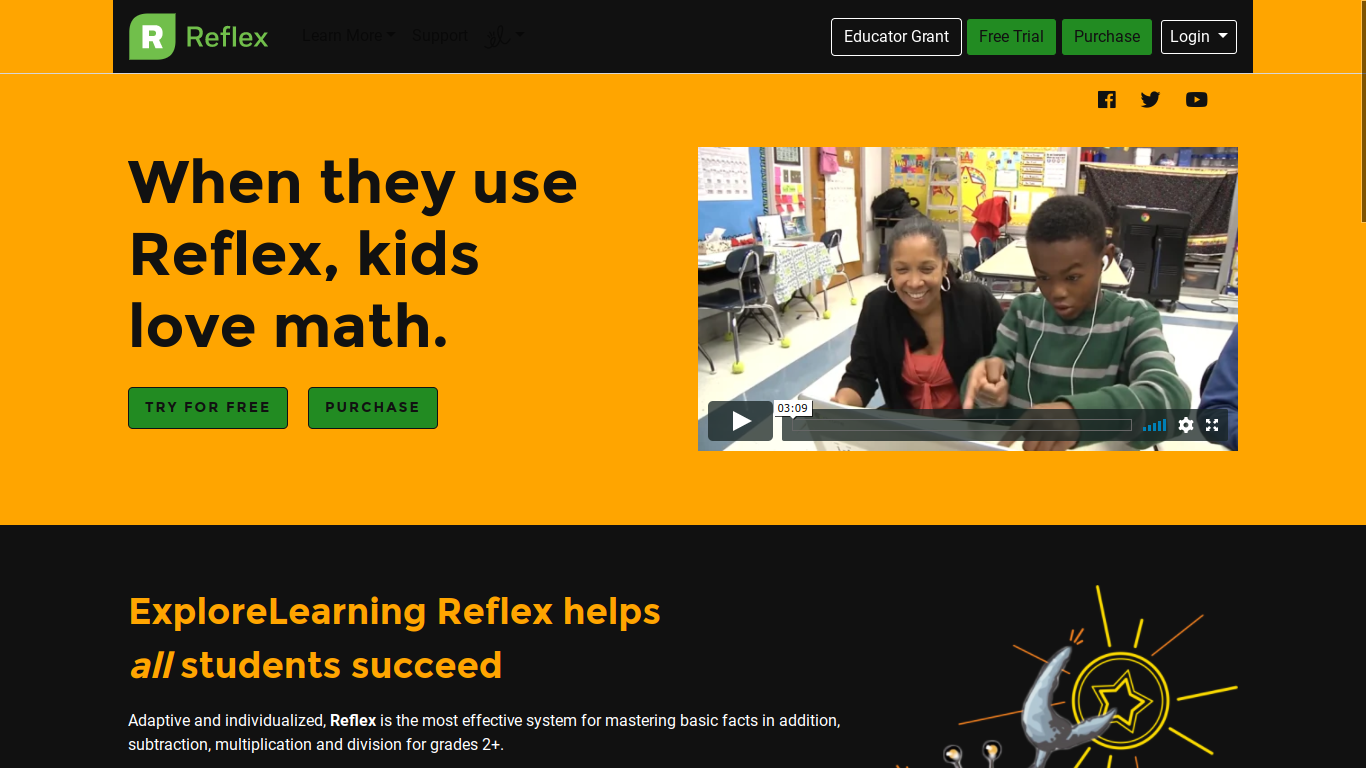 R Reflex Learn More Support Educator Grant Free Trial Purchase Login
When they use
Reflex, kids
love math.
TRY FOR FREE PURCHASE
03:09
ExploreLearning Reflex helps
all students succeed
Adaptive and individualized, Reflex is the most effective system for mastering basic facts in addition,
subtraction, multiplication and division for grades 2+.